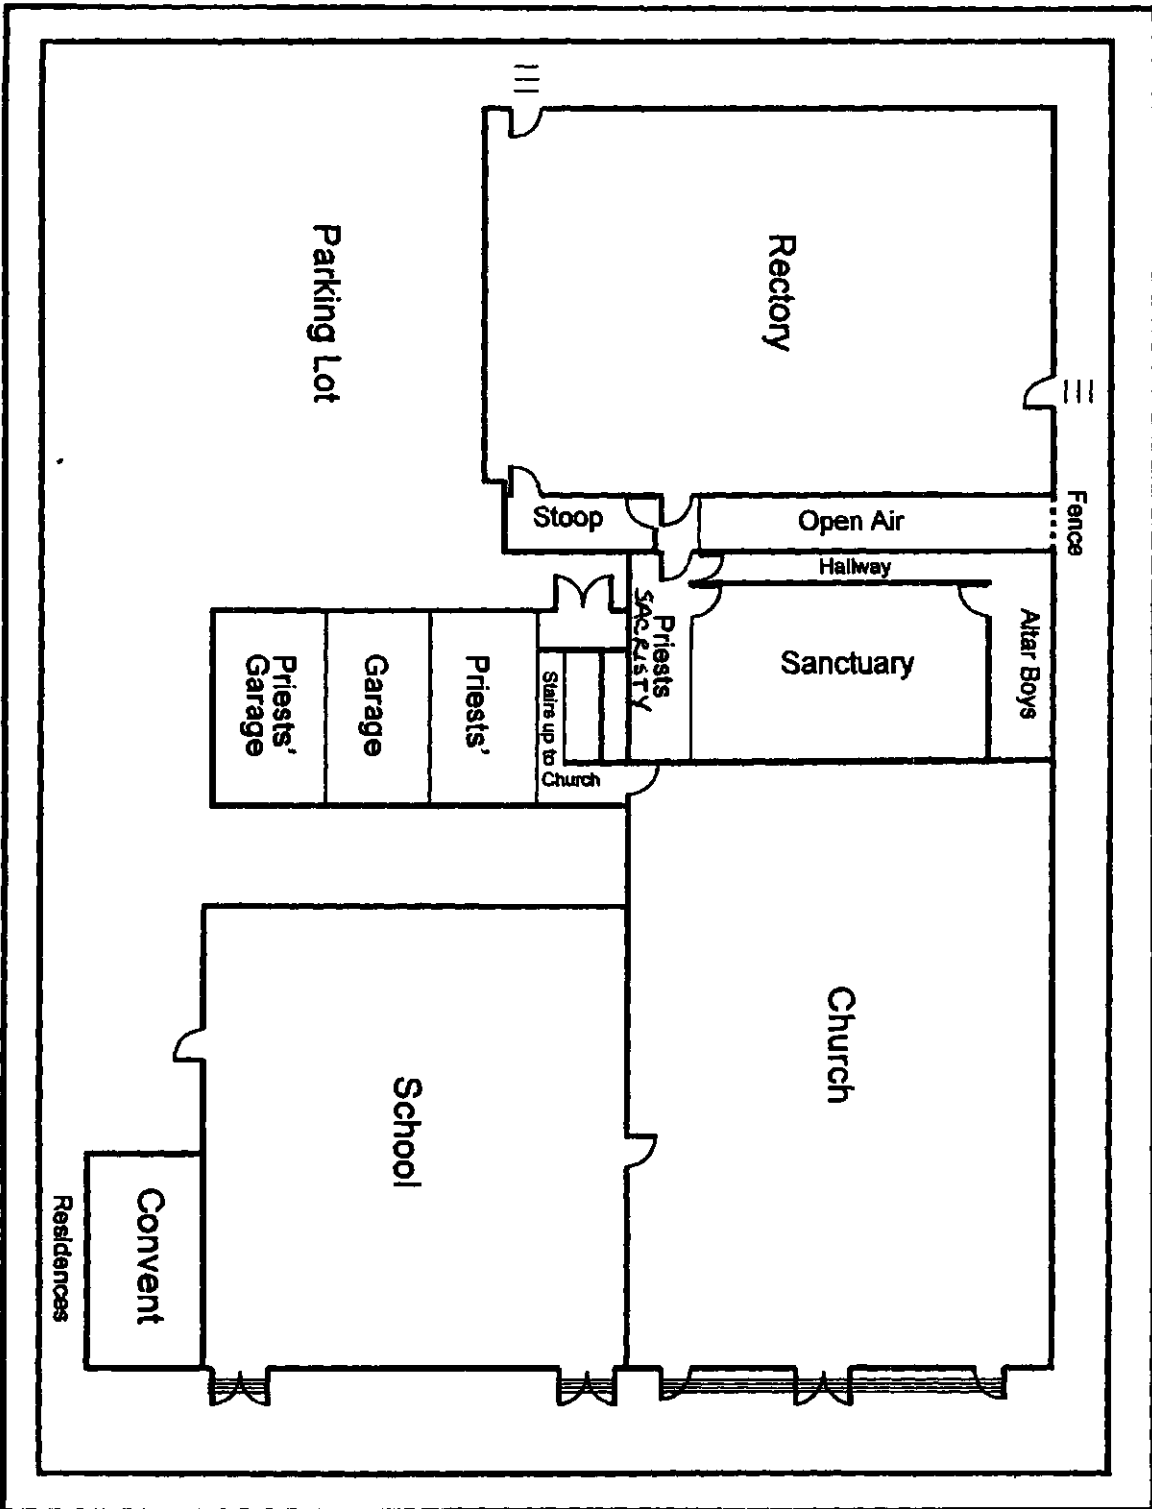 Parking Lot
Rectory
Fence
Stoop
Open Air
Hallway
Priests
SACRISTY
Sanctuary
Altar Boys
Priests'
Garage
Garage
Priests'
Stairs up to
Church
Church
School
Convent
Residences